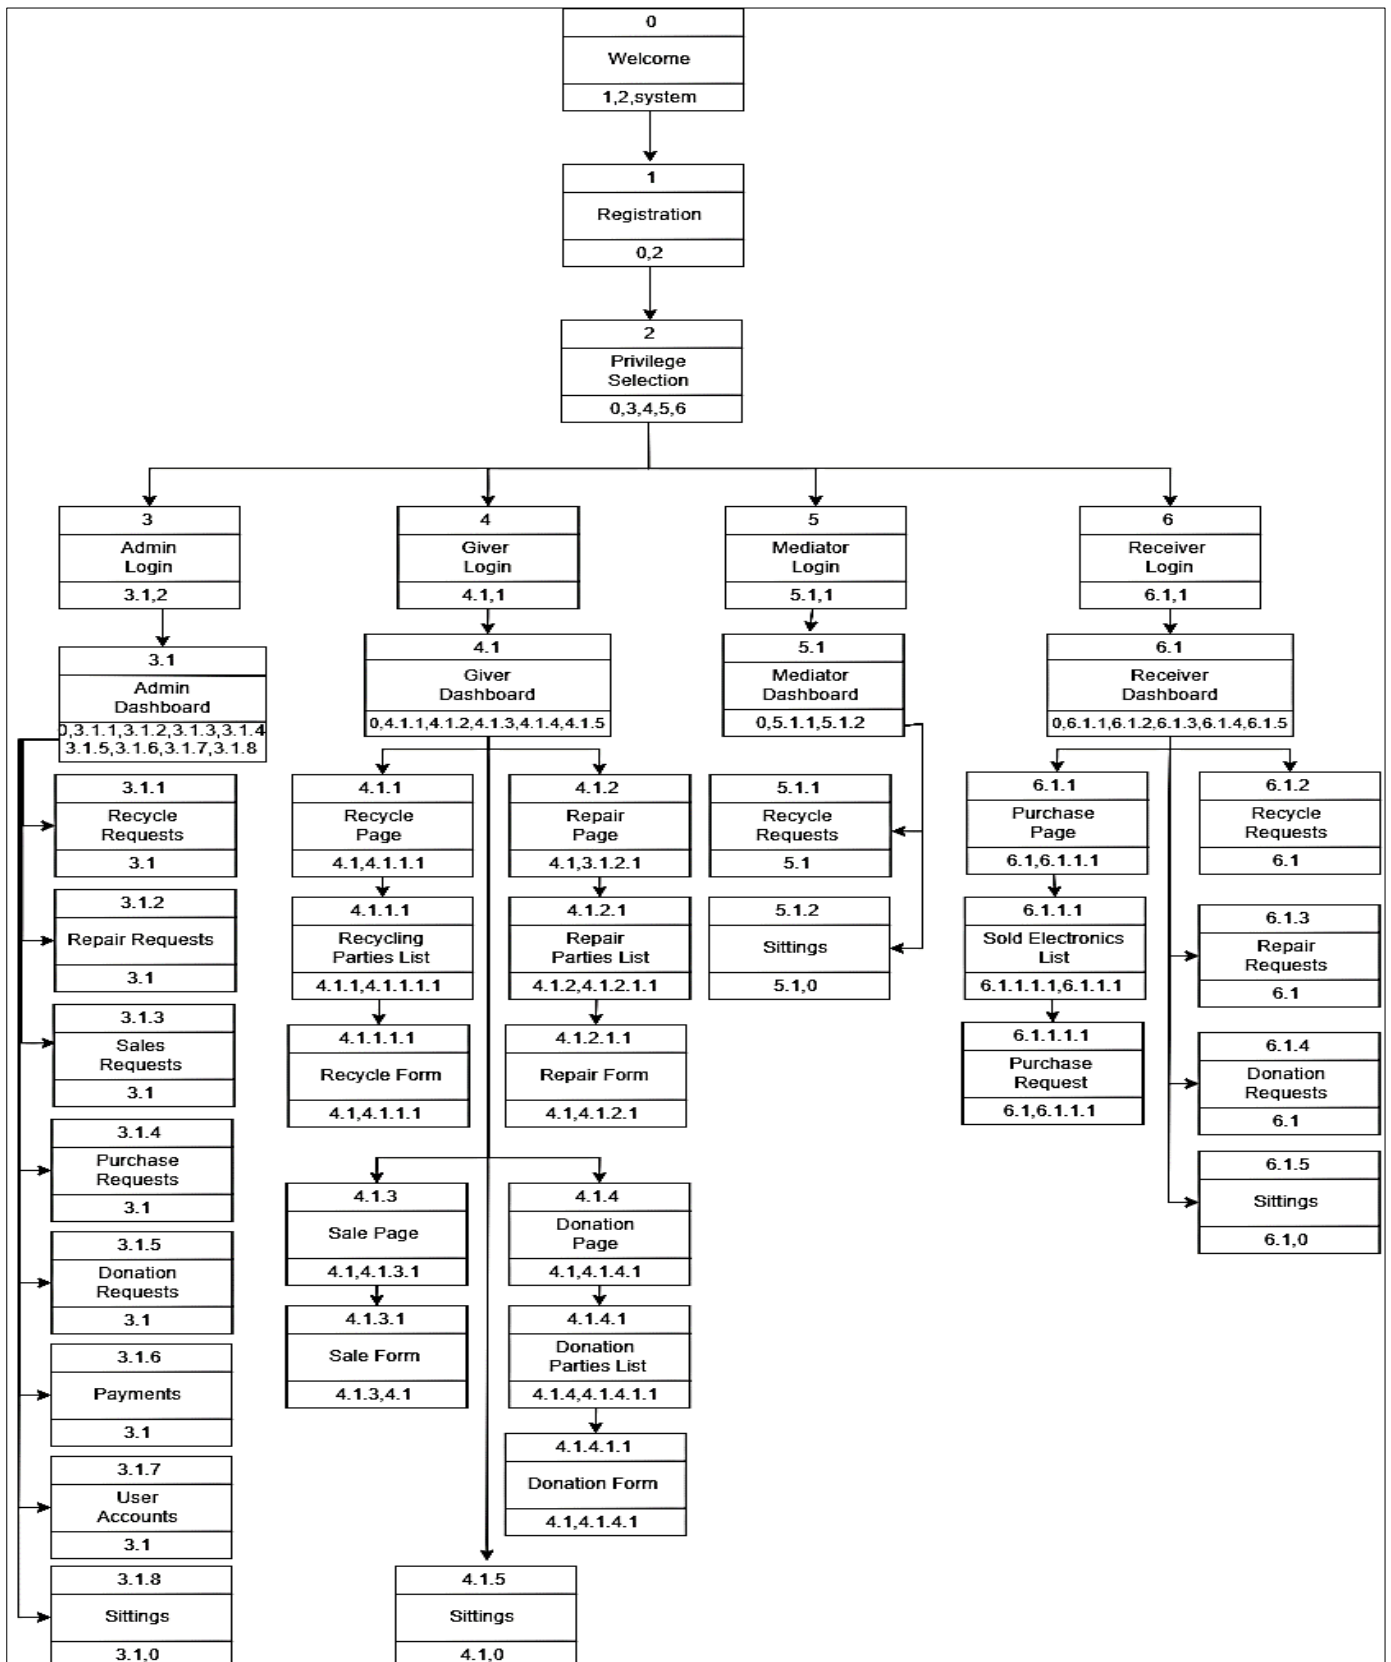 0
Welcome
1,2,system
1
Registration
0,2
2
Privilege
Selection
0,3,4,5,6
3
Admin
Login
3.1,2
4
Giver
Login
4.1,1
5
Mediator
Login
5.1,1
6
Receiver
Login
6.1,1
3.1
Admin
Dashboard
0,3.1.1,3.1.2,3.1.3,3.1.4
3.1.5,3.1.6,3.1.7,3.1.8
4.1
Giver
Dashboard
0,4.1.1,4.1.2,4.1.3,4.1.4,4.1.5
5.1
Mediator
Dashboard
0,5.1.1,5.1.2
6.1
Receiver
Dashboard
0,6.1.1,6.1.2,6.1.3,6.1.4,6.1.5
3.1.1
Recycle
Requests
3.1
3.1.2
Repair Requests
3.1
3.1.3
Sales
Requests
3.1
3.1.4
Purchase
Requests
3.1
3.1.5
Donation
Requests
3.1
3.1.6
Payments
3.1
3.1.7
User
Accounts
3.1
3.1.8
Sittings
3.1,0
4.1.1
Recycle
Page
4.1,4.1.1.1
4.1.1.1
Recycling
Parties List
4.1.1,4.1.1.1.1
4.1.1.1.1
Recycle Form
4.1,4.1.1.1
4.1.2
Repair
Page
4.1,3.1.2.1
4.1.2.1
Repair
Parties List
4.1.2,4.1.2.1.1
4.1.2.1.1
Repair Form
4.1,4.1.2.1
4.1.3
Sale Page
4.1,4.1.3.1
4.1.3.1
Sale Form
4.1.3,4.1
4.1.4
Donation
Page
4.1,4.1.4.1
4.1.4.1
Donation
Parties List
4.1.4,4.1.4.1.1
4.1.4.1.1
Donation Form
4.1,4.1.4.1
4.1.5
Sittings
4.1,0
5.1.1
Recycle
Requests
5.1
5.1.2
Sittings
5.1,0
6.1.1
Purchase
Page
6.1,6.1.1.1
6.1.1.1
Sold Electronics
List
6.1.1.1.1,6.1.1.1
6.1.1.1.1
Purchase
Request
6.1,6.1.1.1
6.1.2
Recycle
Requests
6.1
6.1.3
Repair
Requests
6.1
6.1.4
Donation
Requests
6.1
6.1.5
Sittings
6.1,0